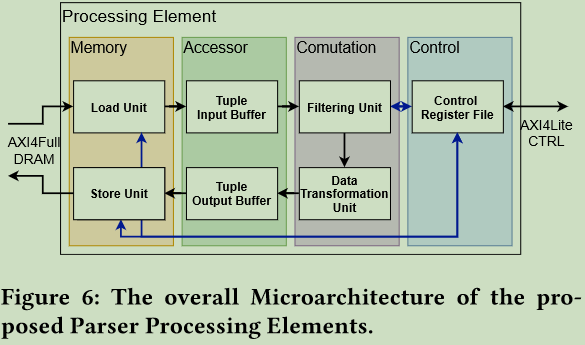 Processing Element
Memory
Accessor
Comutation
Control
Load Unit
Tuple
Input Buffer
Filtering Unit
Control
Register File
AXI4Full
DRAM
AXI4Lite
CTRL
Store Unit
Tuple
Output Buffer
Data
Transformation
Unit
Figure 6: The overall Microarchitecture of the pro-
posed Parser Processing Elements.